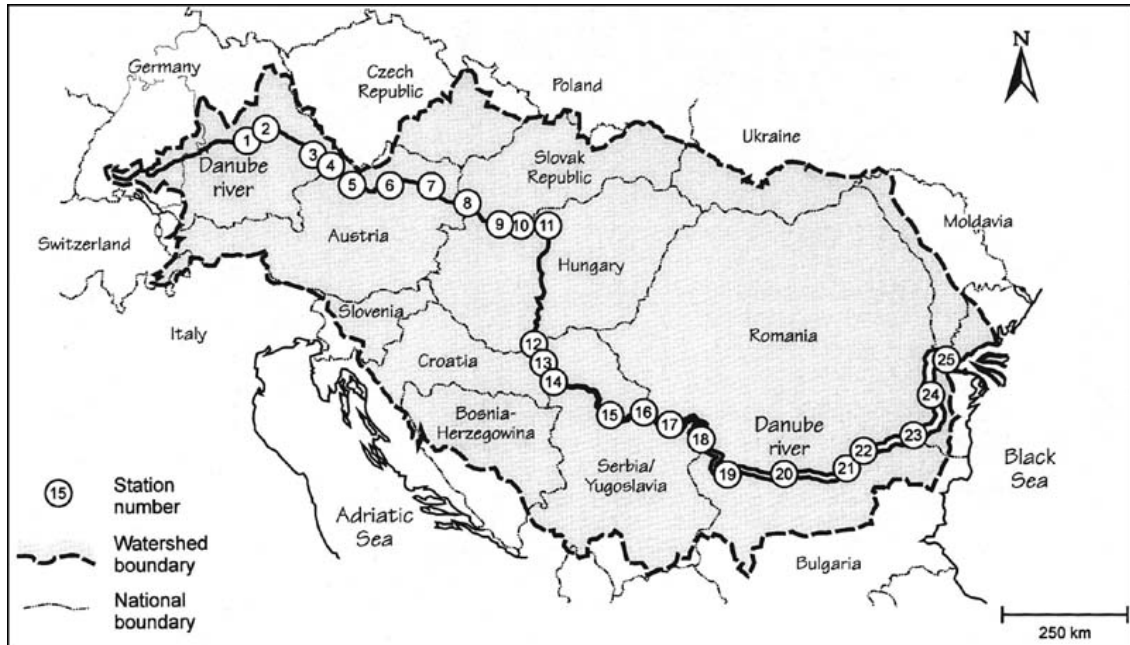 Germany
Czech
Republic
Poland
N
Ukraine
1
2
3
4
5
6
7
8
9
10
11
Danube
river
Slovak
Republic
Moldavia
Switzerland
Austria
Hungary
Italy
Slovenia
Croatia
Romania
12
13
14
15
16
17
18
19
20
21
22
23
24
25
Bosnia-
Herzegowina
Danube
river
Serbia/
Yugoslavia
Black
Sea
Adriatic
Sea
Bulgaria
15
Station
number
Watershed
boundary
National
boundary
250 km